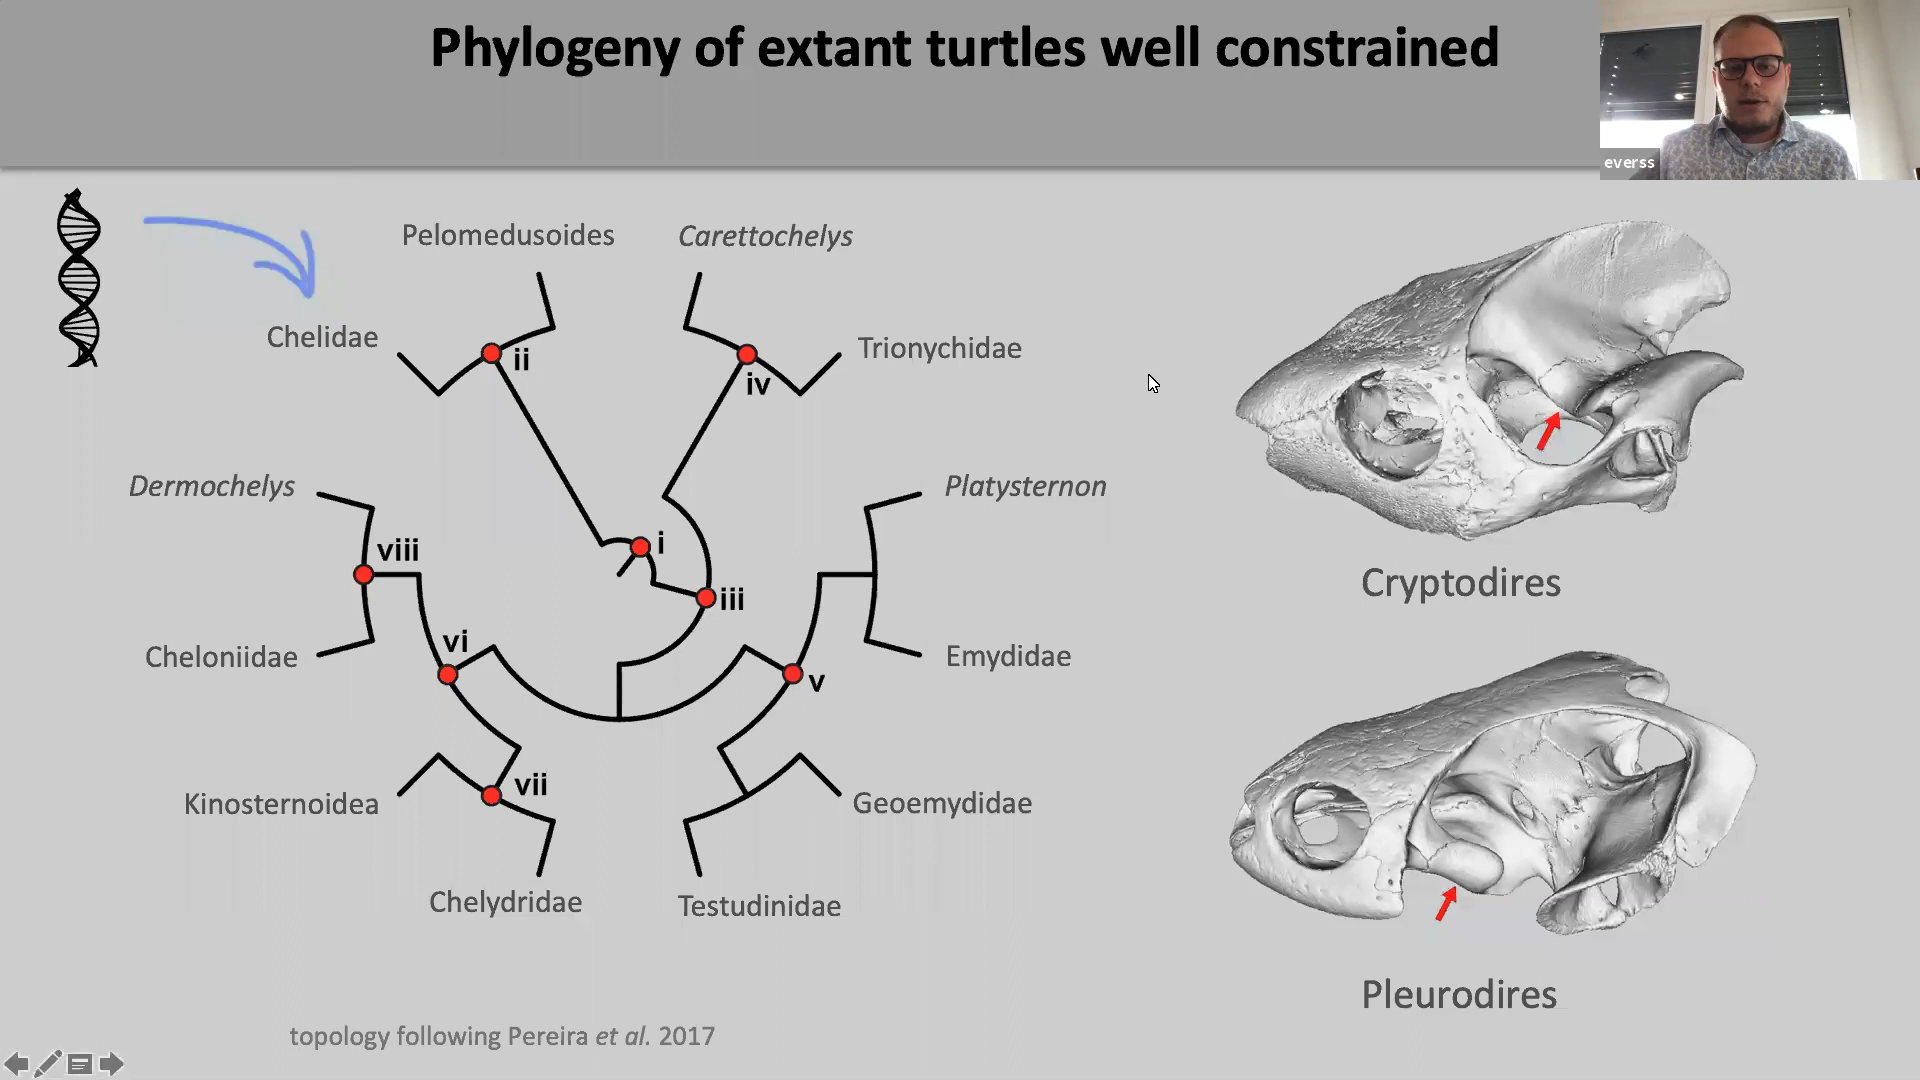 Phylogeny of extant turtles well constrained
everss
Pelomedusoides
Carettochelys
Chelidae
ii
iv
Trionychidae
Dermochelys
Platysternon
viii
i
iii
Cryptodires
vi
Cheloniidae
v
Emydidae
vii
Kinosternoidea
Geoemydidae
Chelydridae
Testudinidae
Pleurodires
topology following Pereira et al. 2017